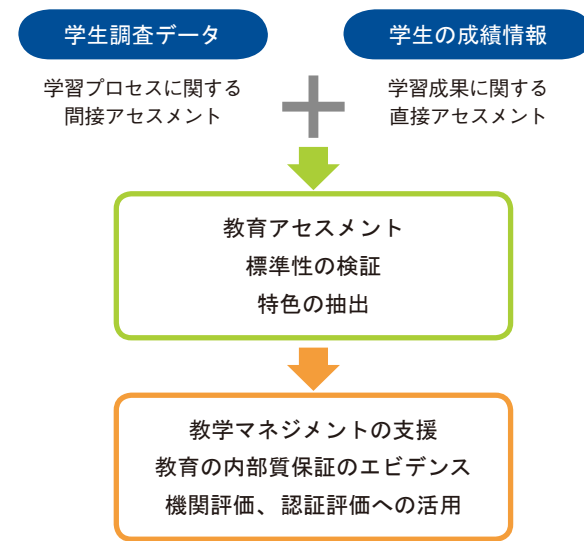 学生調査データ
学習プロセスに関する
間接アセスメント
学生の成績情報
学習成果に関する
直接アセスメント
教育アセスメント
標準性の検証
特色の抽出
教学マネジメントの支援
教育の内部質保証のエビデンス
機関評価、認証評価への活用